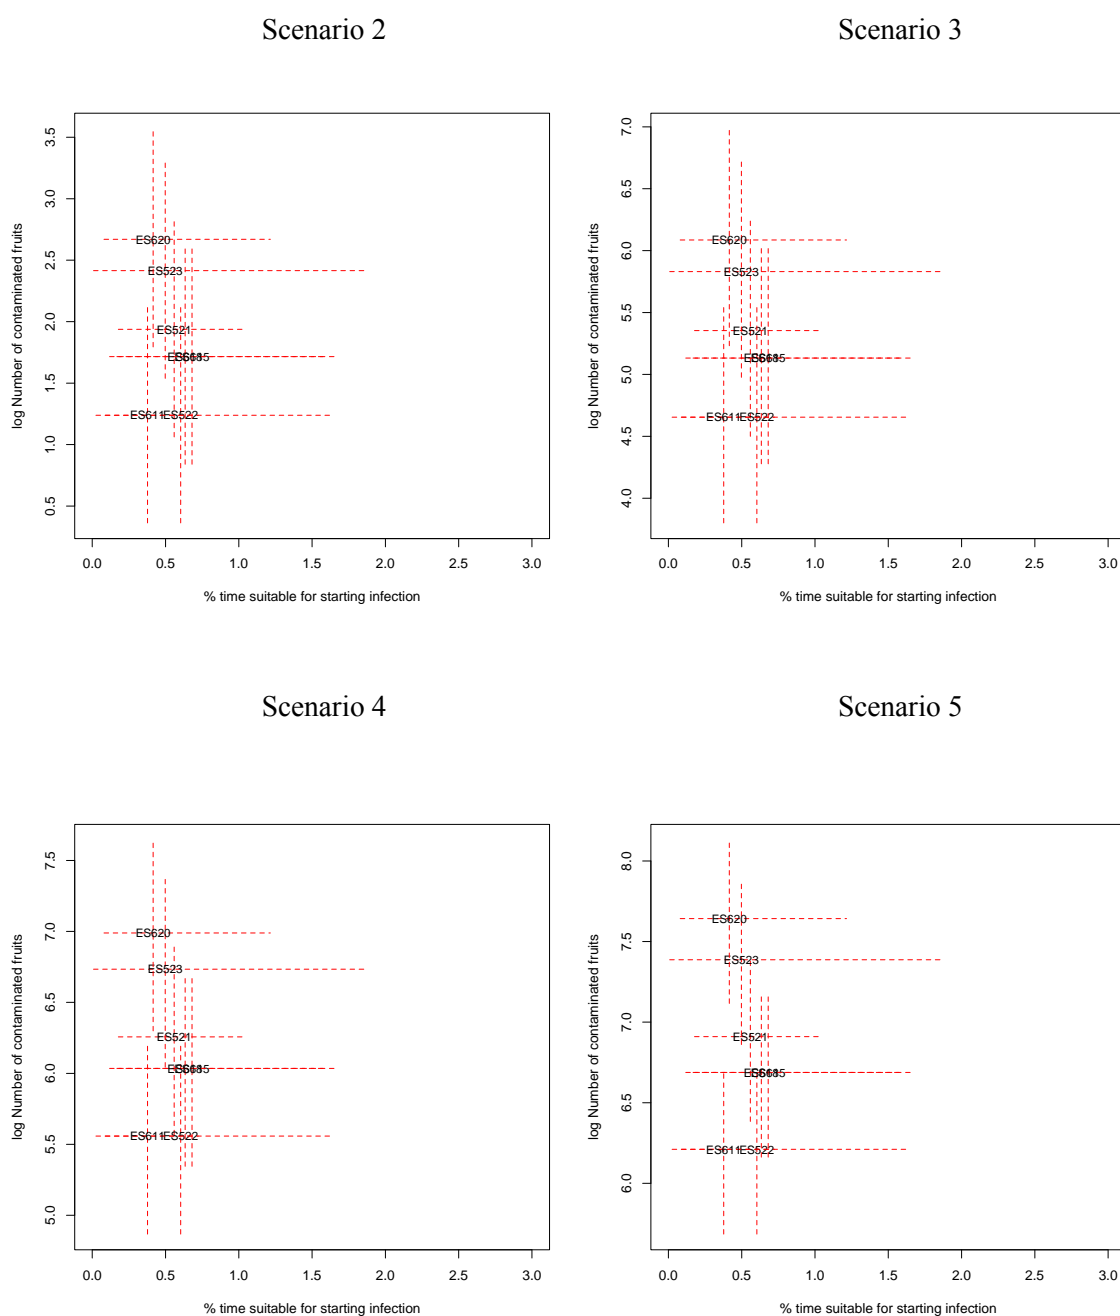 Scenario 2
log Number of contaminated fruits
3.5
3.0
2.5
2.0
1.5
1.0
0.5
ES620
ES523
ES521
ES611 ES522
0.0 0.5 1.0 1.5 2.0 2.5 3.0
% time suitable for starting infection
Scenario 3
log Number of contaminated fruits
7.0
6.5
6.0
5.5
5.0
4.5
4.0
ES620
ES523
ES521
ES611 ES522
0.0 0.5 1.0 1.5 2.0 2.5 3.0
% time suitable for starting infection
Scenario 4
log Number of contaminated fruits
7.5
7.0
6.5
6.0
5.5
5.0
ES620
ES523
ES521
ES611 ES522
0.0 0.5 1.0 1.5 2.0 2.5 3.0
% time suitable for starting infection
Scenario 5
log Number of contaminated fruits
8.0
7.5
7.0
6.5
6.0
ES620
ES523
ES521
ES611 ES522
0.0 0.5 1.0 1.5 2.0 2.5 3.0
% time suitable for starting infection